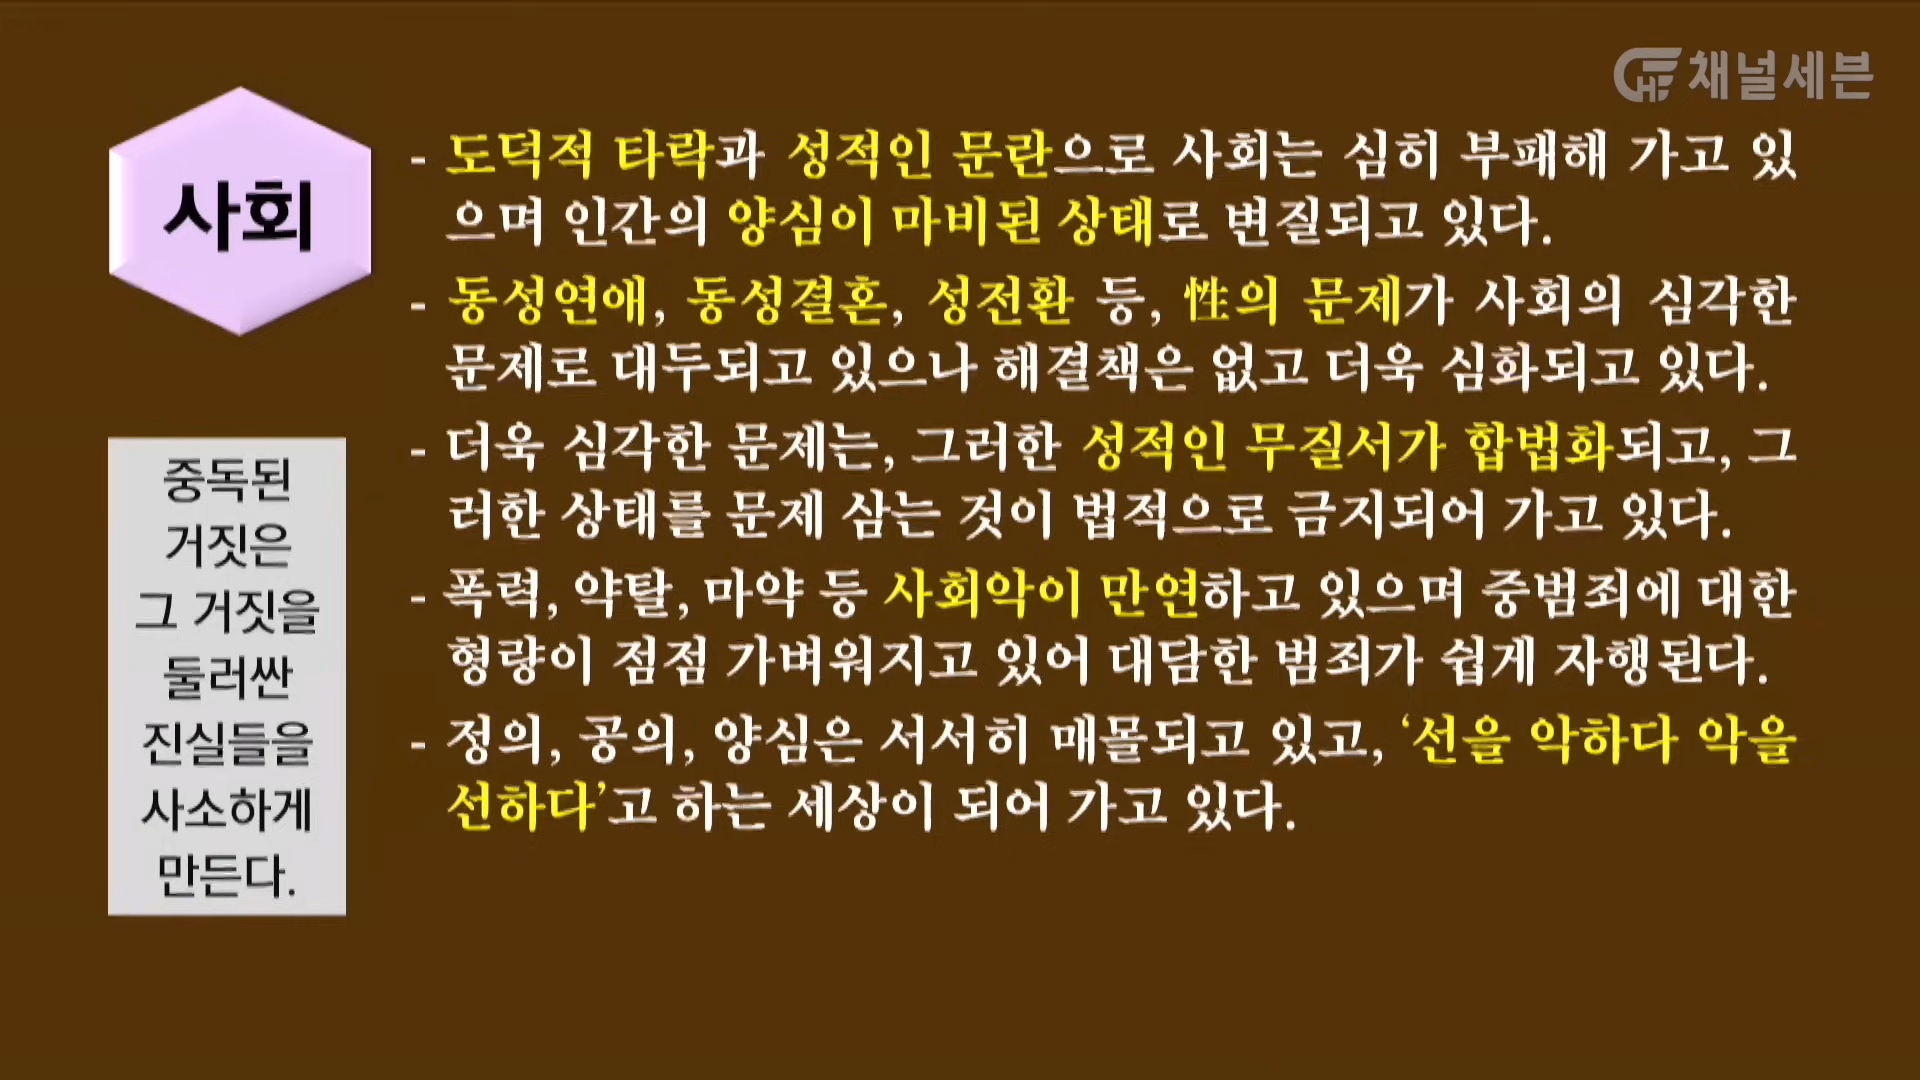 채널세븐
사회
- 도덕적 타락과 성적인 문란으로 사회는 심히 부패해 가고 있
으며 인간의 양심이 마비된 상태로 변질되고 있다.
- 동성연애, 동성결혼, 성전환 등, 性의 문제가 사회의 심각한
문제로 대두되고 있으나 해결책은 없고 더욱 심화되고 있다.
- 더욱 심각한 문제는, 그러한 성적인 무질서가 합법화되고, 그
러한 상태를 문제 삼는 것이 법적으로 금지되어 가고 있다.
- 폭력, 약탈, 마약 등 사회악이 만연하고 있으며 중범죄에 대한
형량이 점점 가벼워지고 있어 대담한 범죄가 쉽게 자행된다.
- 정의, 공의, 양심은 서서히 매몰되고 있고, ‘선을 악하다 악을
선하다’고 하는 세상이 되어 가고 있다.
중독된
거짓은
그 거짓을
둘러싼
진실들을
사소하게
만든다.